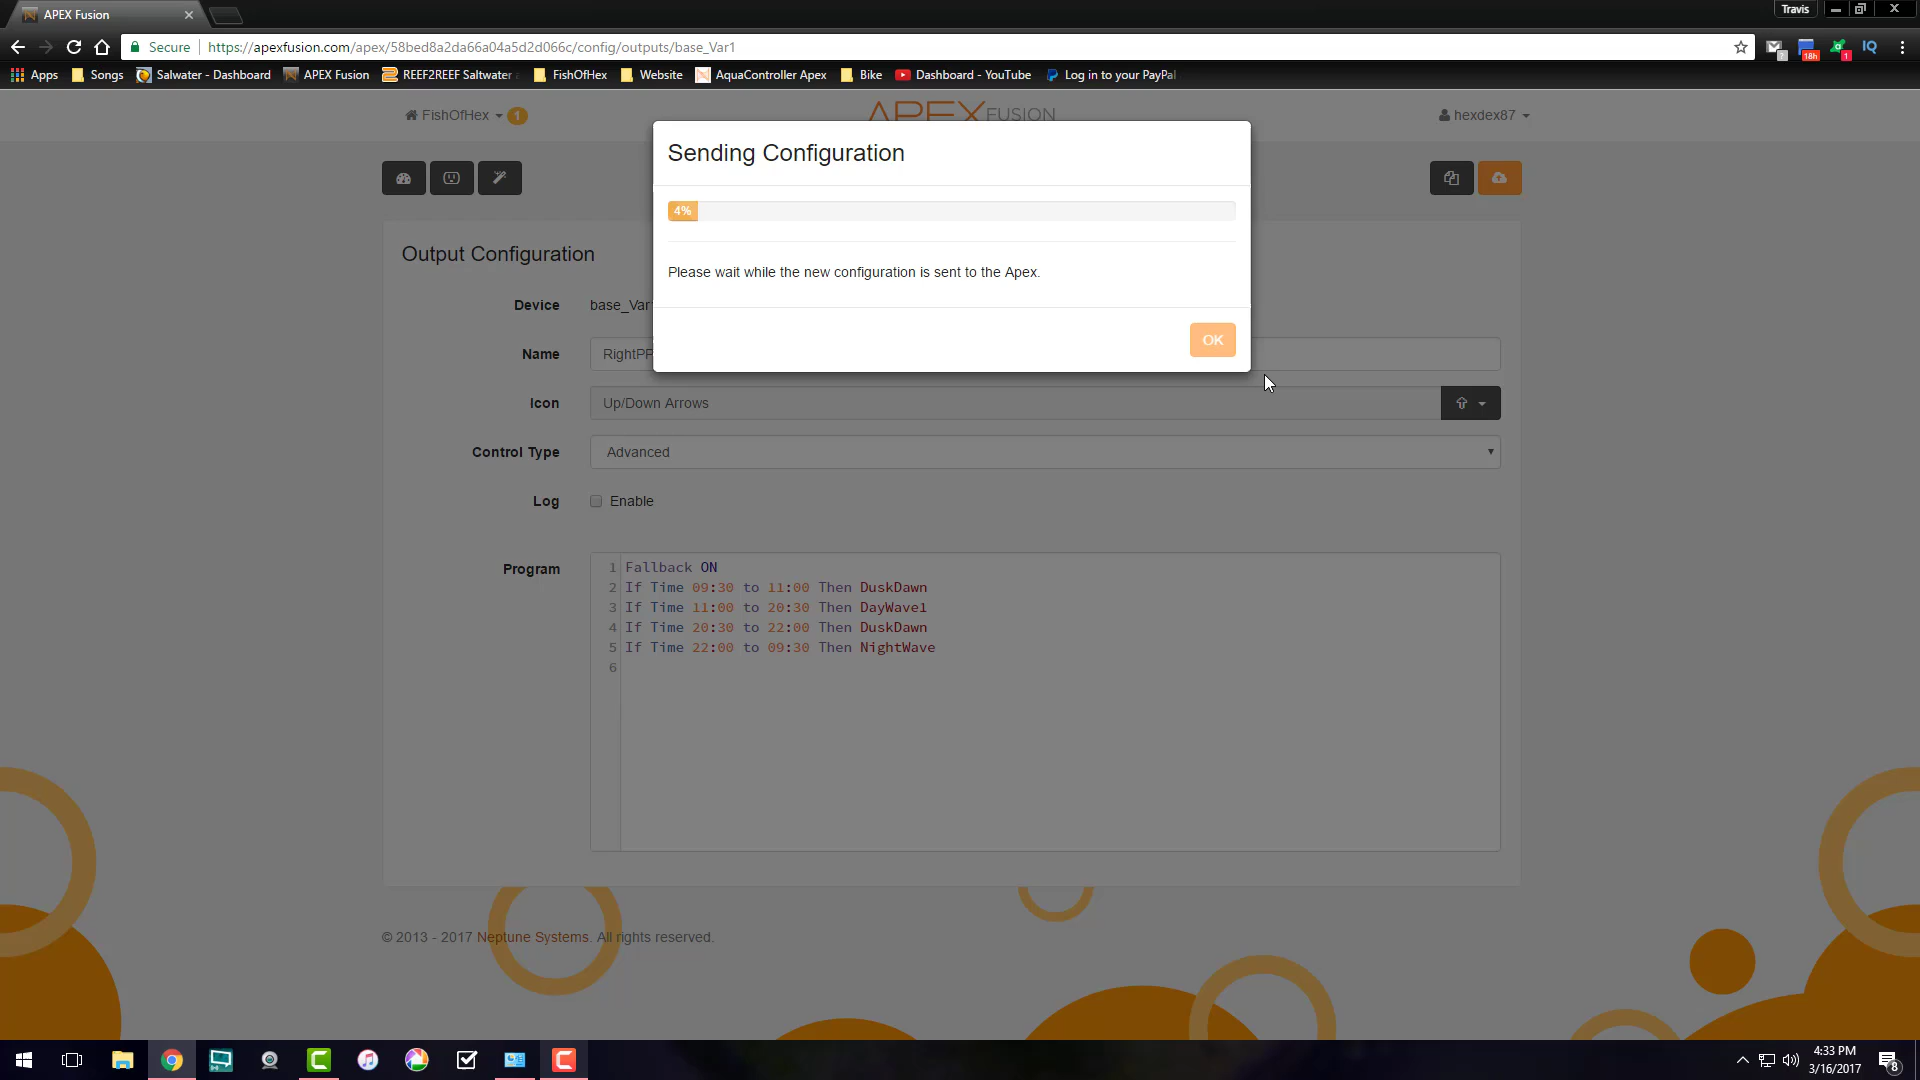 APEX Fusion
Travis
Secure
https://apexfusion.com/apex/58bed8a2da66a04a5d2d066c/config/outputs/base_Var1
18h
1
IQ
Apps
Songs
Salwater - Dashboard
APEX Fusion
REEF2REEF Saltwater
FishOfHex
Website
AquaController Apex
Bike
Dashboard - YouTube
Log in to your PayPal
FishOfHex
1
APEX FUSION
hexdex87
Sending Configuration
4%
Please wait while the new configuration is sent to the Apex.
OK
Output Configuration
Device
base_Var
Name
RightPP
Icon
Up/Down Arrows
Control Type
Advanced
Log
Enable
Program
1 Fallback ON
2 If Time 09:30 to 11:00 Then DuskDawn
3 If Time 11:00 to 20:30 Then DayWave1
4 If Time 20:30 to 22:00 Then DuskDawn
5 If Time 22:00 to 09:30 Then NightWave
6
© 2013 - 2017 Neptune Systems. All rights reserved.
4:33 PM
3/16/2017
8